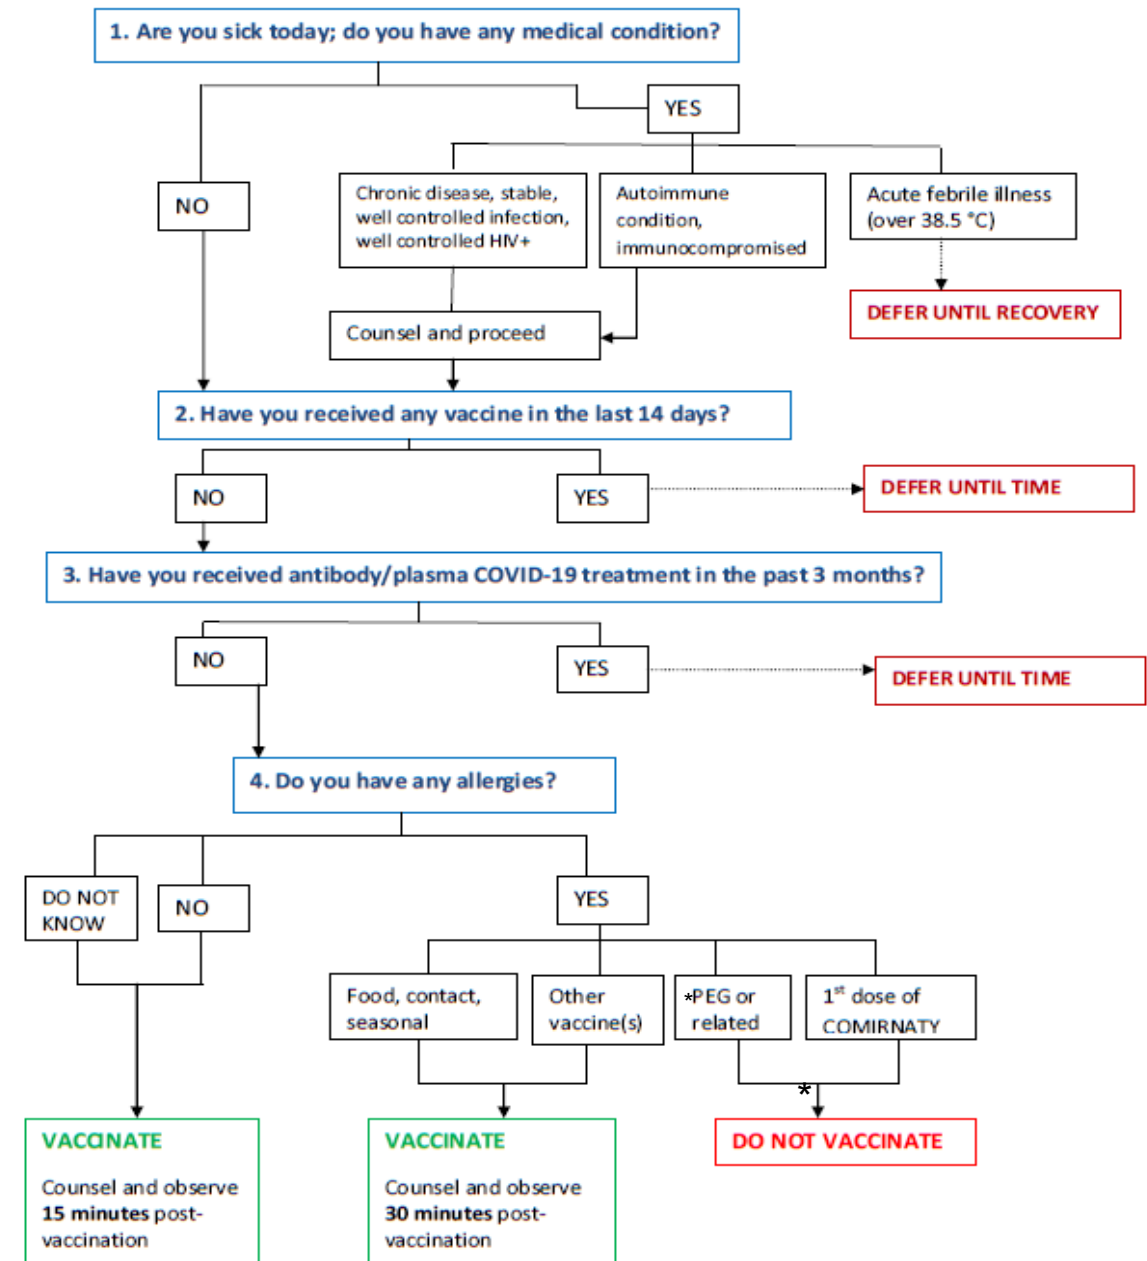 1. Are you sick today; do you have any medical condition?
YES
NO
Chronic disease, stable,
well controlled infection,
well controlled HIV+
Autoimmune
condition,
immunocompromised
Acute febrile illness
(over 38.5 °C)
DEFER UNTIL RECOVERY
Counsel and proceed
2. Have you received any vaccine in the last 14 days?
NO
YES
DEFER UNTIL TIME
3. Have you received antibody/plasma COVID-19 treatment in the past 3 months?
NO
YES
DEFER UNTIL TIME
4. Do you have any allergies?
DO NOT
KNOW
NO
YES
Food, contact,
seasonal
Other
vaccine(s)
*PEG or
related
1st dose of
COMIRNATY
*
VACCINATE
Counsel and observe
15 minutes post-
vaccination
VACCINATE
Counsel and observe
30 minutes post-
vaccination
DO NOT VACCINATE